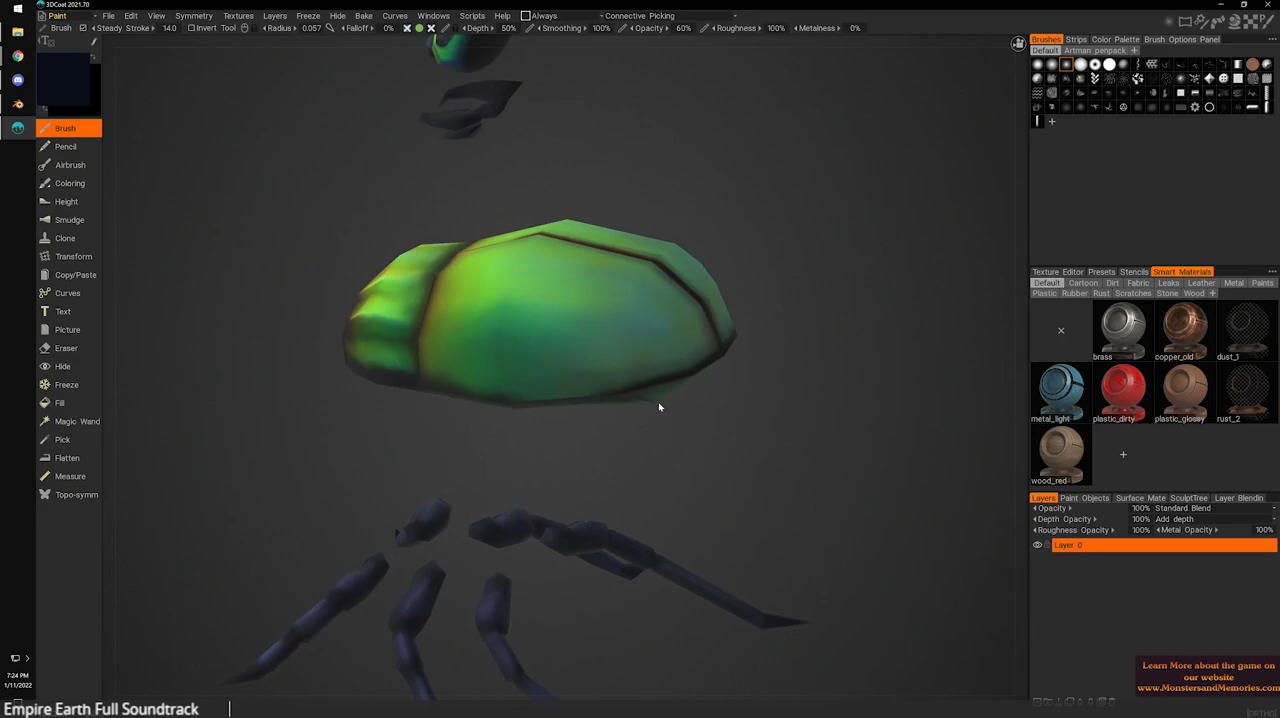 3DCoat 2021.70
Paint File Edit View Symmetry Textures Layers Freeze Hide Bake Curves Windows Scripts Help Always Connective Picking
Brush Steady Stroke 14.0 Invert Tool Radius 0.057 Falloff 0% Depth 50% Smoothing 100% Opacity 60% Roughness 100% Metalness 0%
Brush
Pencil
Airbrush
Coloring
Height
Smudge
Clone
Transform
Copy/Paste
Curves
Text
Picture
Eraser
Hide
Freeze
Fill
Magic Wand
Pick
Flatten
Measure
Topo-symm
7:24 PM
1/11/2022
Empire Earth Full Soundtrack
Brushes Strips Color Palette Brush Options Panel
Default Artman penpack +
Texture Editor Presets Stencils Smart Materials
Default Cartoon Dirt Fabric Leaks Leather Metal Paints
Plastic Rubber Rust Scratches Stone Wood +
brass copper_old dust_1
metal_light plastic_dirty plastic_glossy rust_2
wood_red
Layers Paint Objects Surface Mate SculptTree Layer Blendin
Opacity 100% Standard Blend
Depth Opacity 100% Add depth
Roughness Opacity 100% Metal Opacity 100%
Layer 0
Learn More about the game on
our website
www.MonstersandMemories.com
[ORTHO]